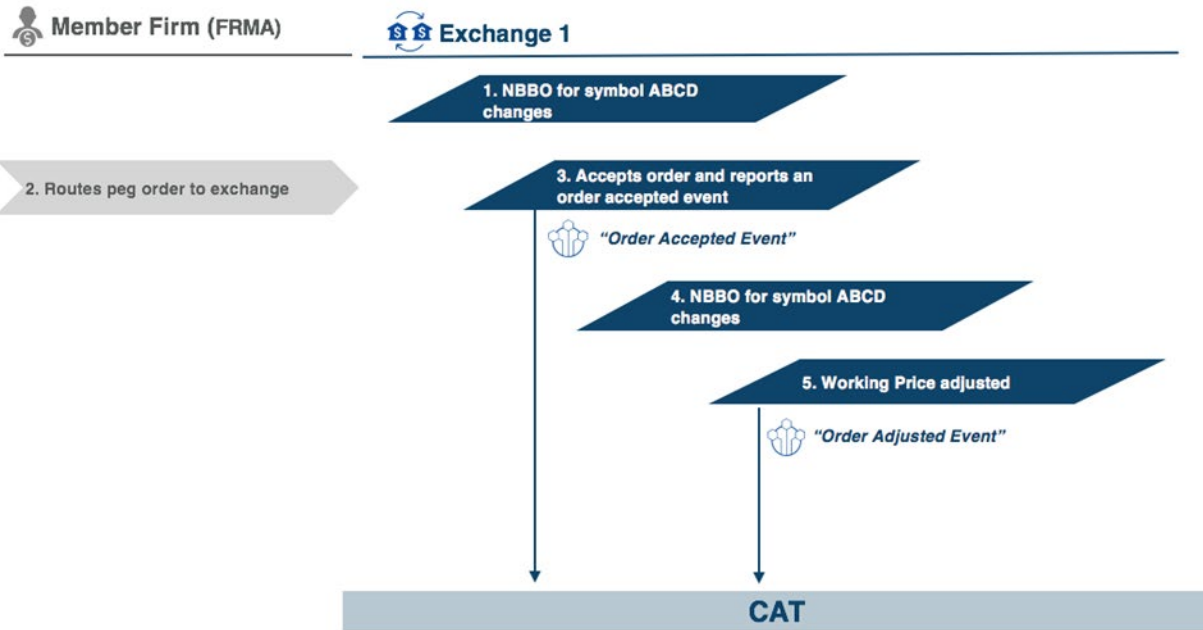 Member Firm (FRMA)
Exchange 1
1. NBBO for symbol ABCD
changes
2. Routes peg order to exchange
3. Accepts order and reports an
order accepted event
“Order Accepted Event”
4. NBBO for symbol ABCD
changes
5. Working Price adjusted
“Order Adjusted Event”
CAT